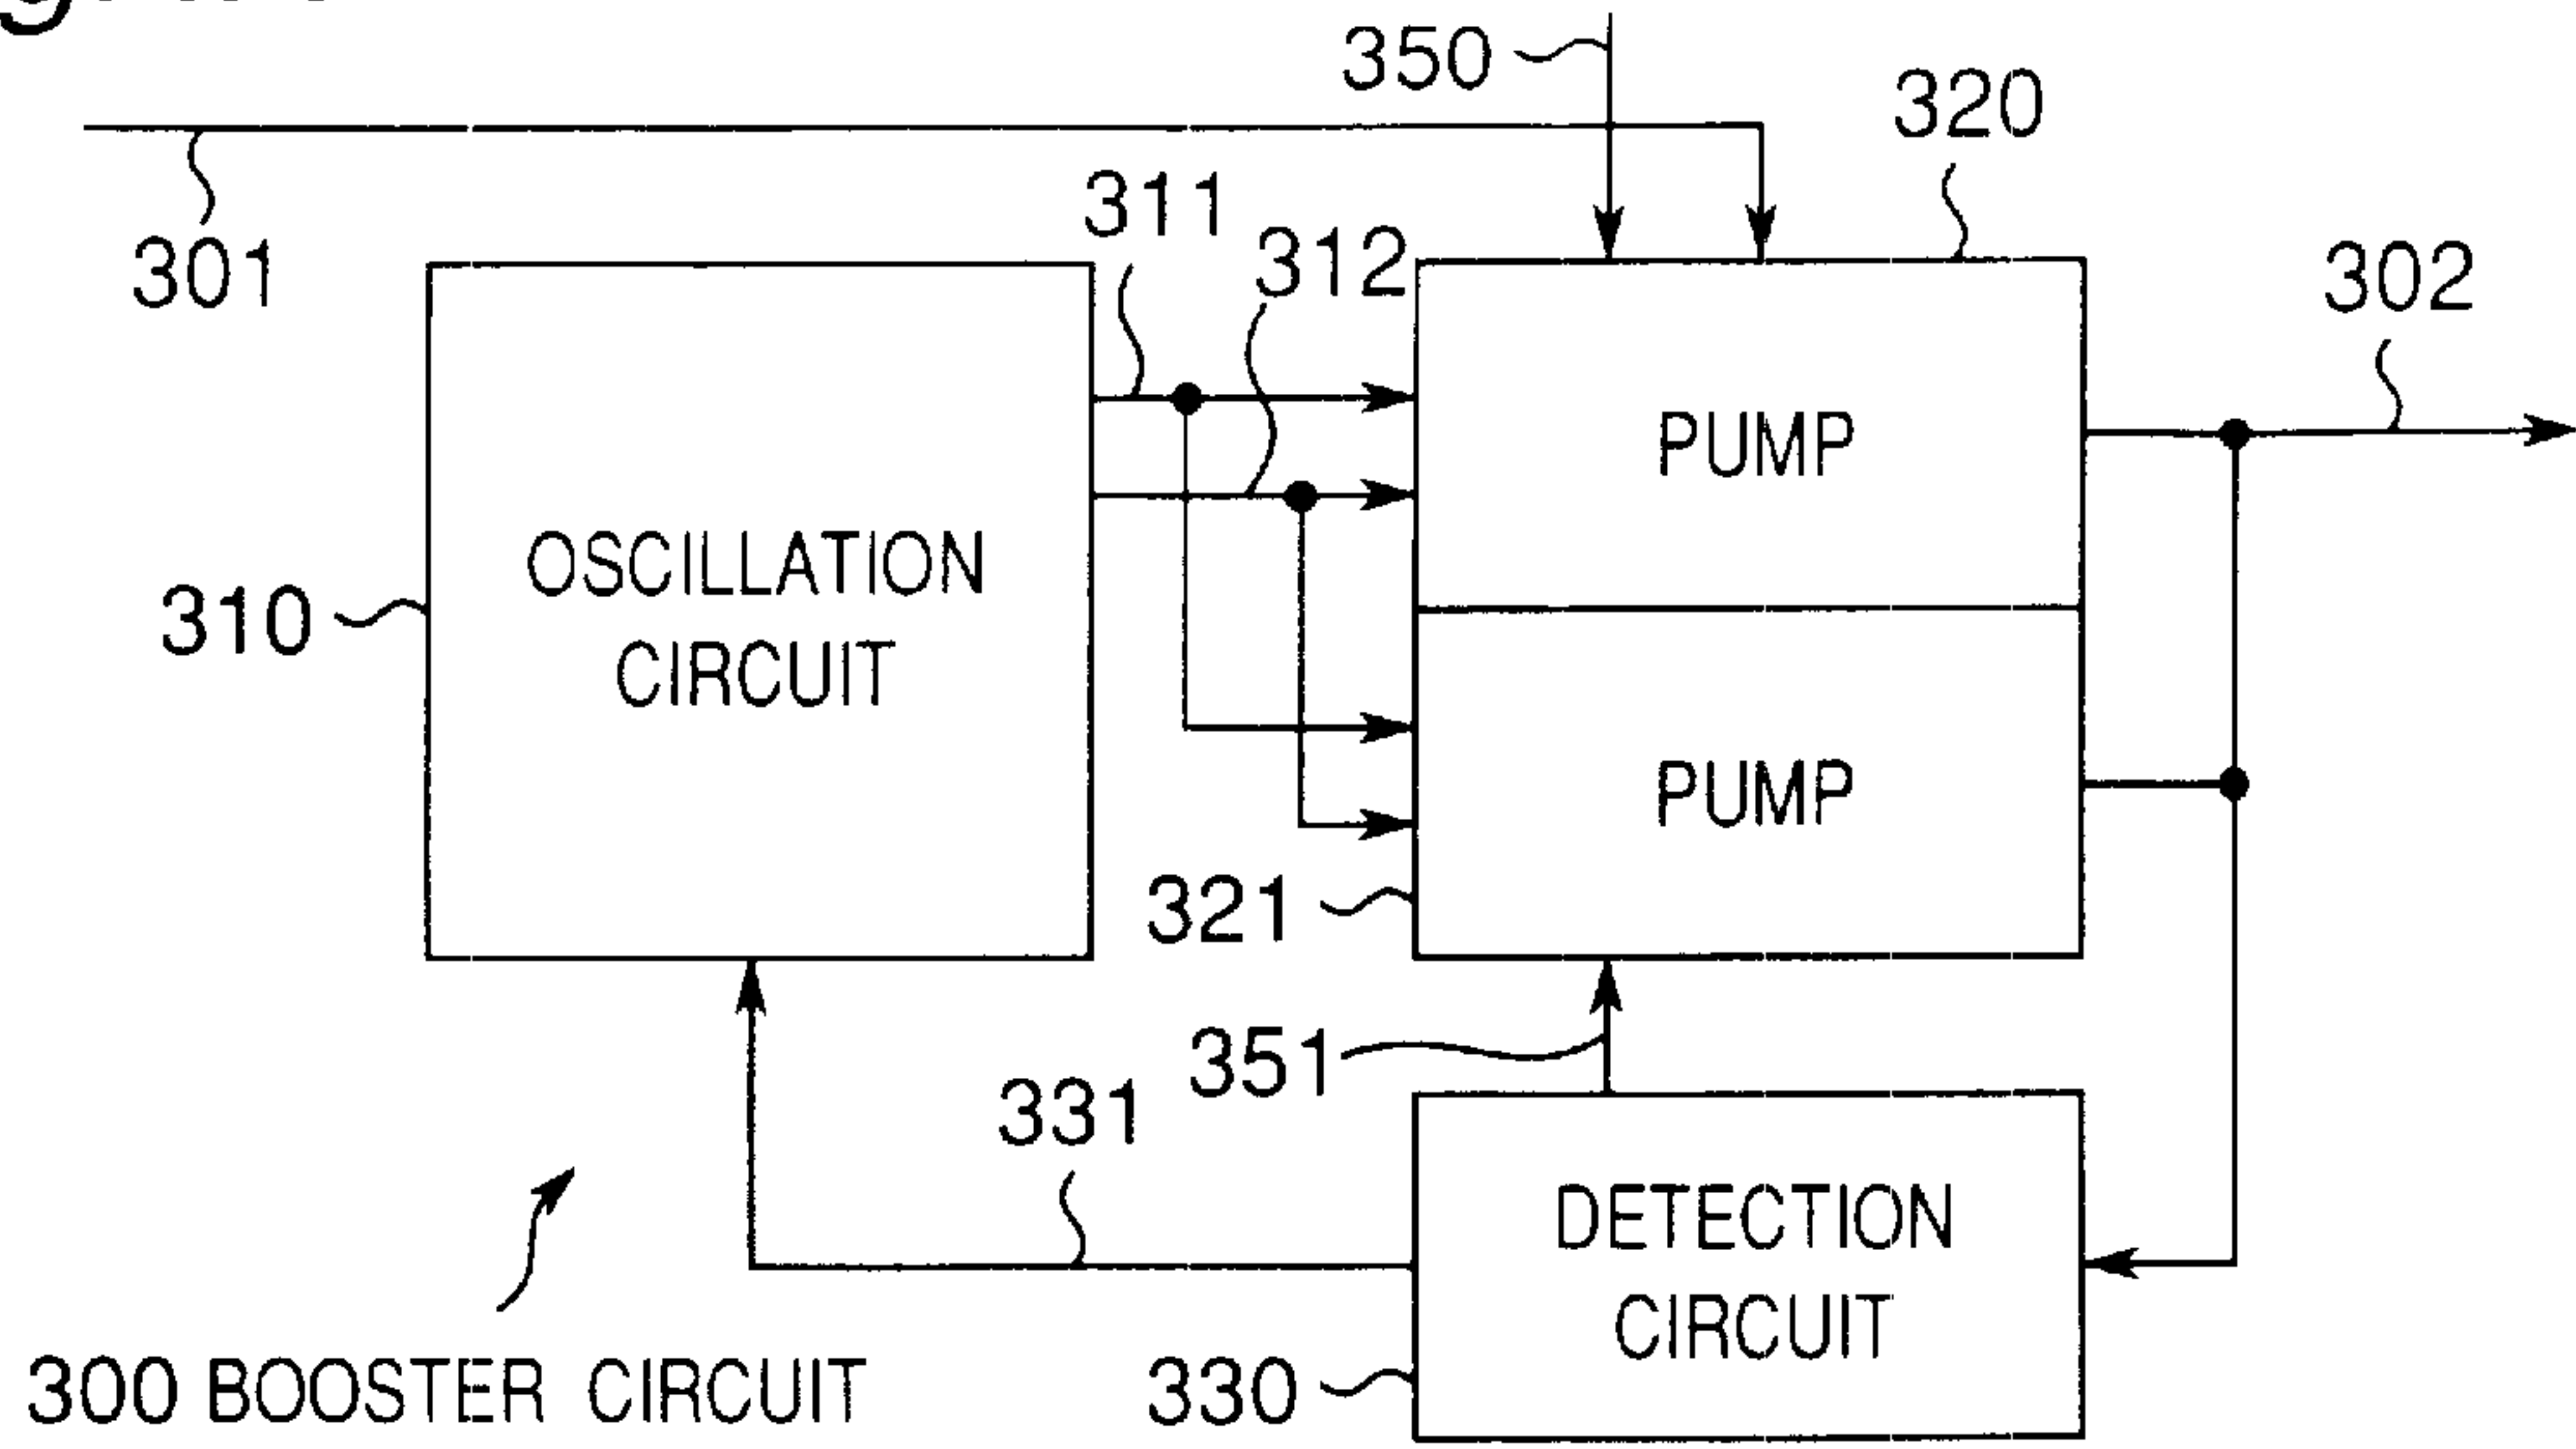 350
320
301
311
312
302
PUMP
OSCILLATION
CIRCUIT
310
PUMP
321
351
331
DETECTION
CIRCUIT
330
300 BOOSTER CIRCUIT